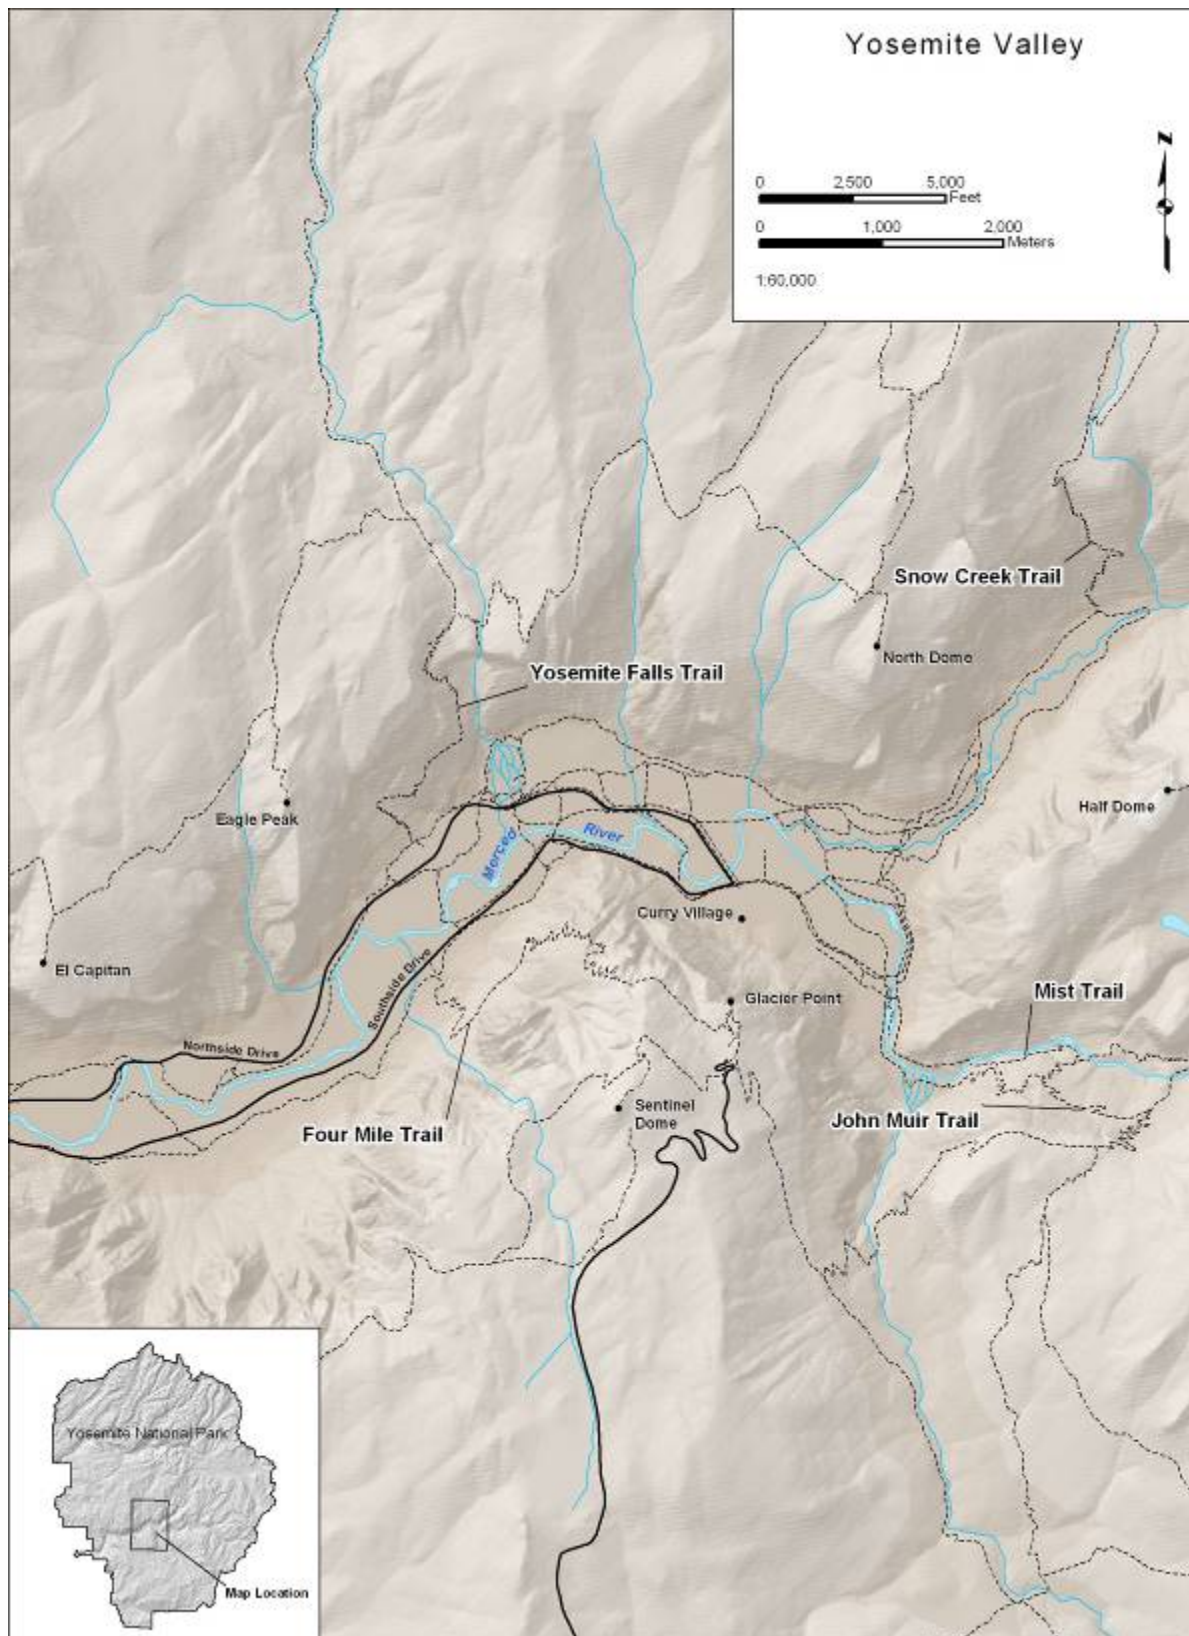 Yosemite Valley
N
0 2,500 5,000
Feet
0 1,000 2,000
Meters
1:60,000
Snow Creek Trail
North Dome
Yosemite Falls Trail
Half Dome
Eagle Peak
Merced River
Curry Village
El Capitan
Southside Drive
Glacier Point
Mist Trail
Northside Drive
Sentinel
Dome
John Muir Trail
Four Mile Trail
Yosemite National Park
Map Location